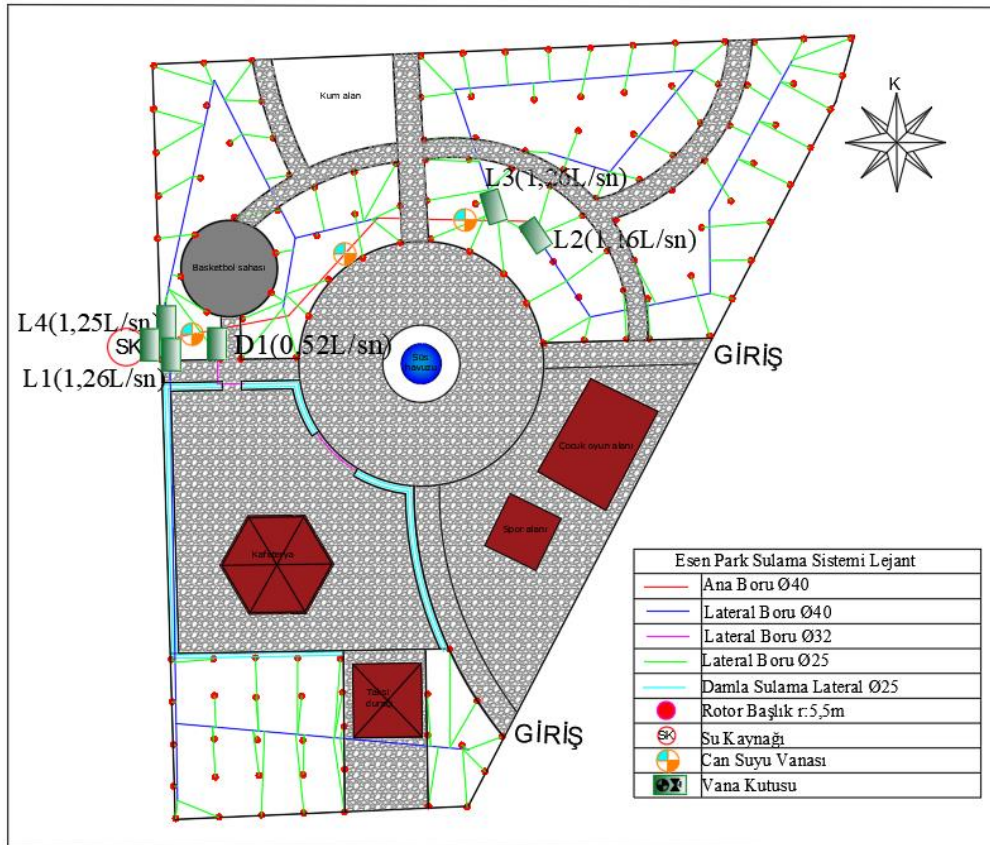 K
Kum alan
L3(1,26L/sn)
L2(1,16L/sn)
Basketbol sahası
L4(1,25L/sn)
SK
D1(0.52L/sn)
L1(1,26L/sn)
GİRİŞ
Süs
havuzu
Çocuk oyun alanı
Spor alanı
Kafeterya
Taksi
durağı
GİRİŞ
Esen Park Sulama Sistemi Lejant
Ana Boru Ø40
Lateral Boru Ø40
Lateral Boru Ø32
Lateral Boru Ø25
Damla Sulama Lateral Ø25
Rotor Başlık r:5,5m
SK Su Kaynağı
Can Suyu Vanası
Vana Kutusu